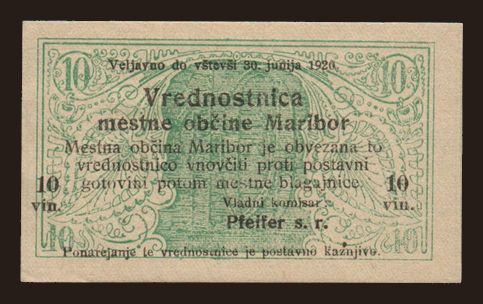 10 10
Veljavno do vštevši 30. junija 1920.
Vrednostnica
mestne občine Maribor
Mestna občina Maribor je obvezana to
vrednostnico vnovčiti proti postavni
gotovini potom mestne blagajnice.
10 vin.
Vladni komisar:
Pfeifer s. r.
10 vin.
Ponarejanje te vrednostnice je postavno kažnjivo.
10 10